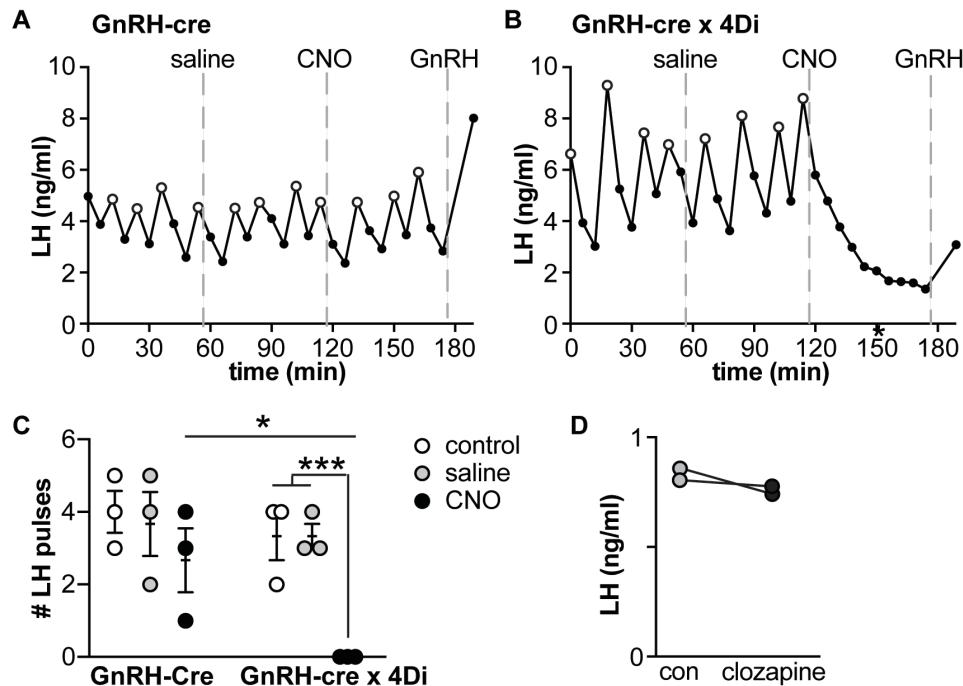 A GnRH-cre
saline CNO GnRH
10
8
6
4
2
0
LH (ng/ml)
0 30 60 90 120 150 180
time (min)
B GnRH-cre x 4Di
saline CNO GnRH
10
8
6
4
2
0
LH (ng/ml)
*
0 30 60 90 120 150 180
time (min)
C
6
4
2
0
# LH pulses
*
***
control
saline
CNO
GnRH-Cre GnRH-cre x 4Di
D
1
0
LH (ng/ml)
con clozapine